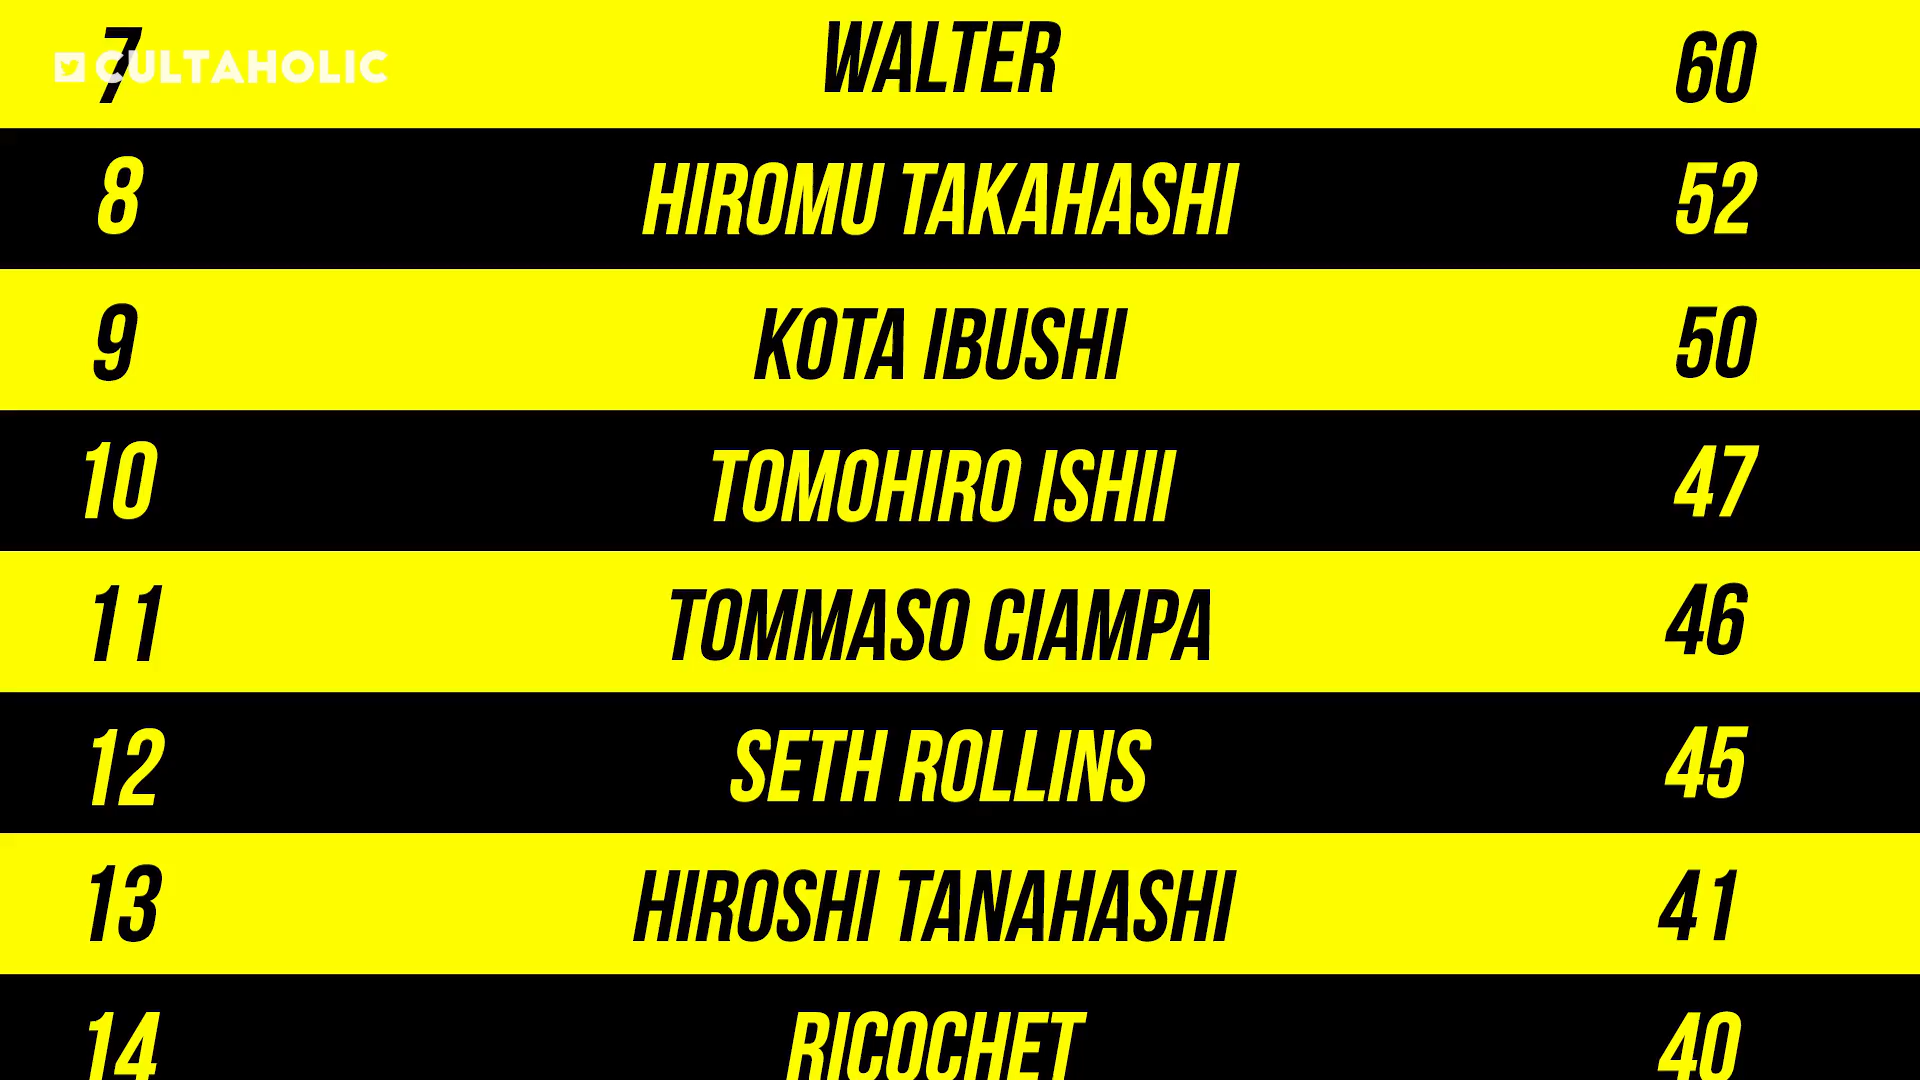 CULTAHOLIC
7 WALTER 60
8 HIROMU TAKAHASHI 52
9 KOTA IBUSHI 50
10 TOMOHIRO ISHII 47
11 TOMMASO CIAMPA 46
12 SETH ROLLINS 45
13 HIROSHI TANAHASHI 41
14 RICOCHET 40